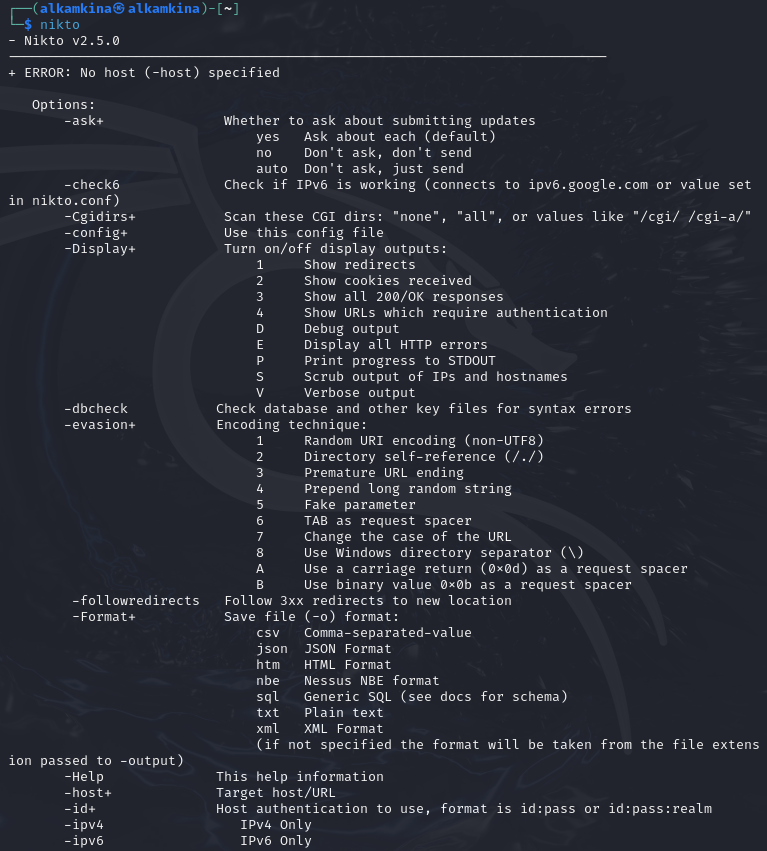 ┌──(alkamkina㉿alkamkina)-[~]
└─$ nikto
- Nikto v2.5.0
---------------------------------------------------------------------------
+ ERROR: No host (-host) specified

   Options:
       -ask+               Whether to ask about submitting updates
                               yes   Ask about each (default)
                               no    Don't ask, don't send
                               auto  Don't ask, just send
       -check6             Check if IPv6 is working (connects to ipv6.google.com or value set
in nikto.conf)
       -Cgidirs+           Scan these CGI dirs: "none", "all", or values like "/cgi/ /cgi-a/"
       -config+            Use this config file
       -Display+           Turn on/off display outputs:
                               1     Show redirects
                               2     Show cookies received
                               3     Show all 200/OK responses
                               4     Show URLs which require authentication
                               D     Debug output
                               E     Display all HTTP errors
                               P     Print progress to STDOUT
                               S     Scrub output of IPs and hostnames
                               V     Verbose output
       -dbcheck           Check database and other key files for syntax errors
       -evasion+          Encoding technique:
                               1     Random URI encoding (non-UTF8)
                               2     Directory self-reference (/./)
                               3     Premature URL ending
                               4     Prepend long random string
                               5     Fake parameter
                               6     TAB as request spacer
                               7     Change the case of the URL
                               8     Use Windows directory separator (\)
                               A     Use a carriage return (0x0d) as a request spacer
                               B     Use binary value 0x0b as a request spacer
        -followredirects   Follow 3xx redirects to new location
        -Format+           Save file (-o) format:
                               csv   Comma-separated-value
                               json  JSON Format
                               htm   HTML Format
                               nbe   Nessus NBE format
                               sql   Generic SQL (see docs for schema)
                               txt   Plain text
                               xml   XML Format
                               (if not specified the format will be taken from the file extens
ion passed to -output)
       -Help              This help information
       -host+             Target host/URL
       -id+               Host authentication to use, format is id:pass or id:pass:realm
       -ipv4                 IPv4 Only
       -ipv6                 IPv6 Only